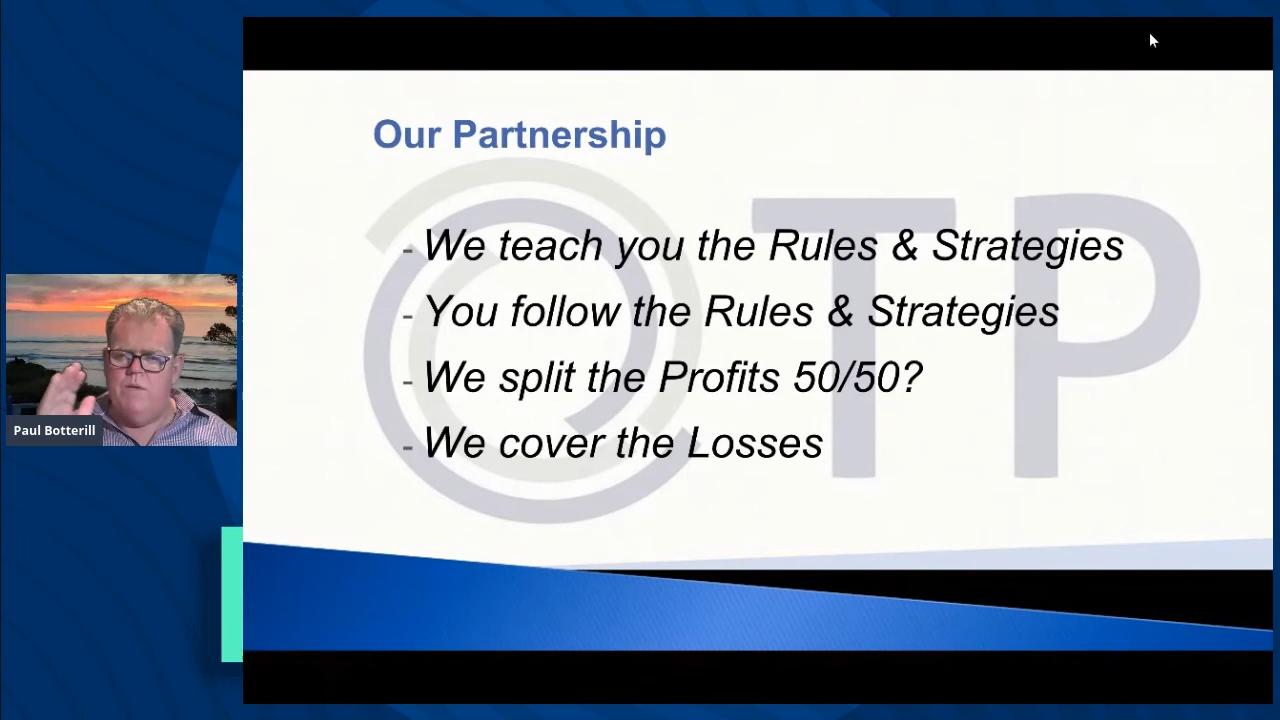 Our Partnership
- We teach you the Rules & Strategies
- You follow the Rules & Strategies
- We split the Profits 50/50?
- We cover the Losses
TP
Paul Botterill